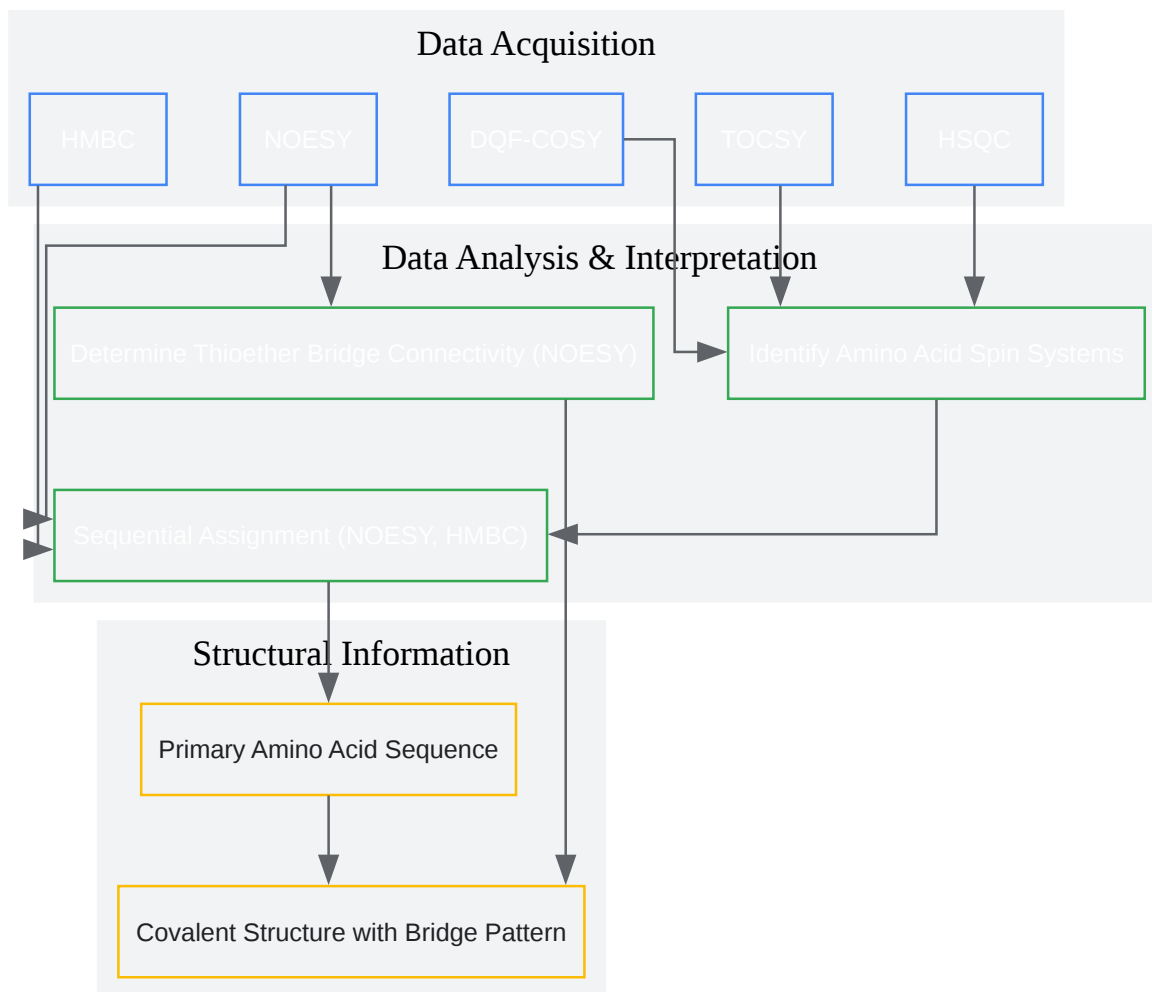 Data Acquisition
HMBC
NOESY
DQF-COSY
TOCSY
HSQC
Data Analysis & Interpretation
Determine Thioether Bridge Connectivity (NOESY)
Identify Amino Acid Spin Systems
Sequential Assignment (NOESY, HMBC)
Structural Information
Primary Amino Acid Sequence
Covalent Structure with Bridge Pattern